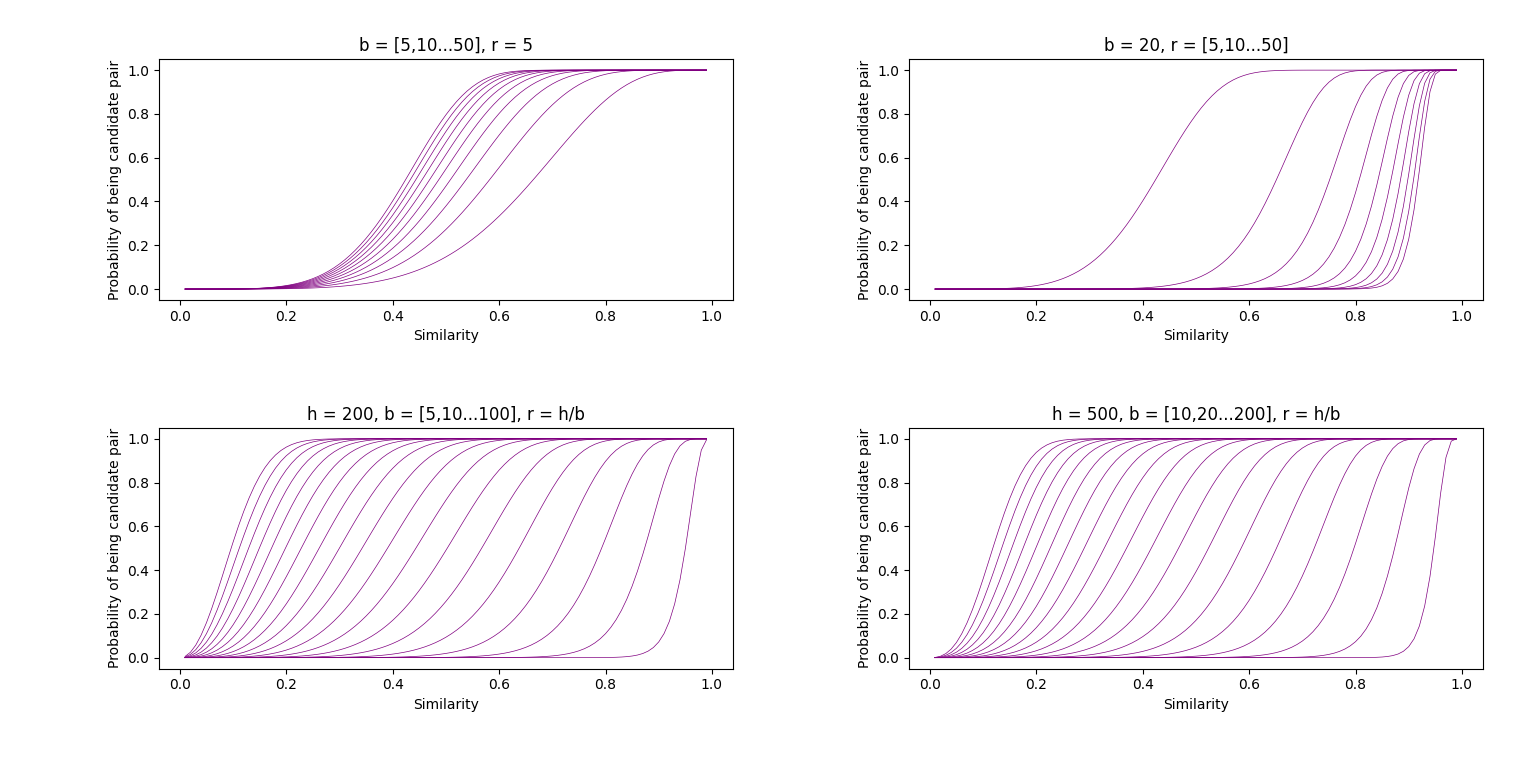 b = [5,10...50], r = 5
Probability of being candidate pair
1.0
0.8
0.6
0.4
0.2
0.0
0.0 0.2 0.4 0.6 0.8 1.0
Similarity
b = 20, r = [5,10...50]
Probability of being candidate pair
1.0
0.8
0.6
0.4
0.2
0.0
0.0 0.2 0.4 0.6 0.8 1.0
Similarity
h = 200, b = [5,10...100], r = h/b
Probability of being candidate pair
1.0
0.8
0.6
0.4
0.2
0.0
0.0 0.2 0.4 0.6 0.8 1.0
Similarity
h = 500, b = [10,20...200], r = h/b
Probability of being candidate pair
1.0
0.8
0.6
0.4
0.2
0.0
0.0 0.2 0.4 0.6 0.8 1.0
Similarity